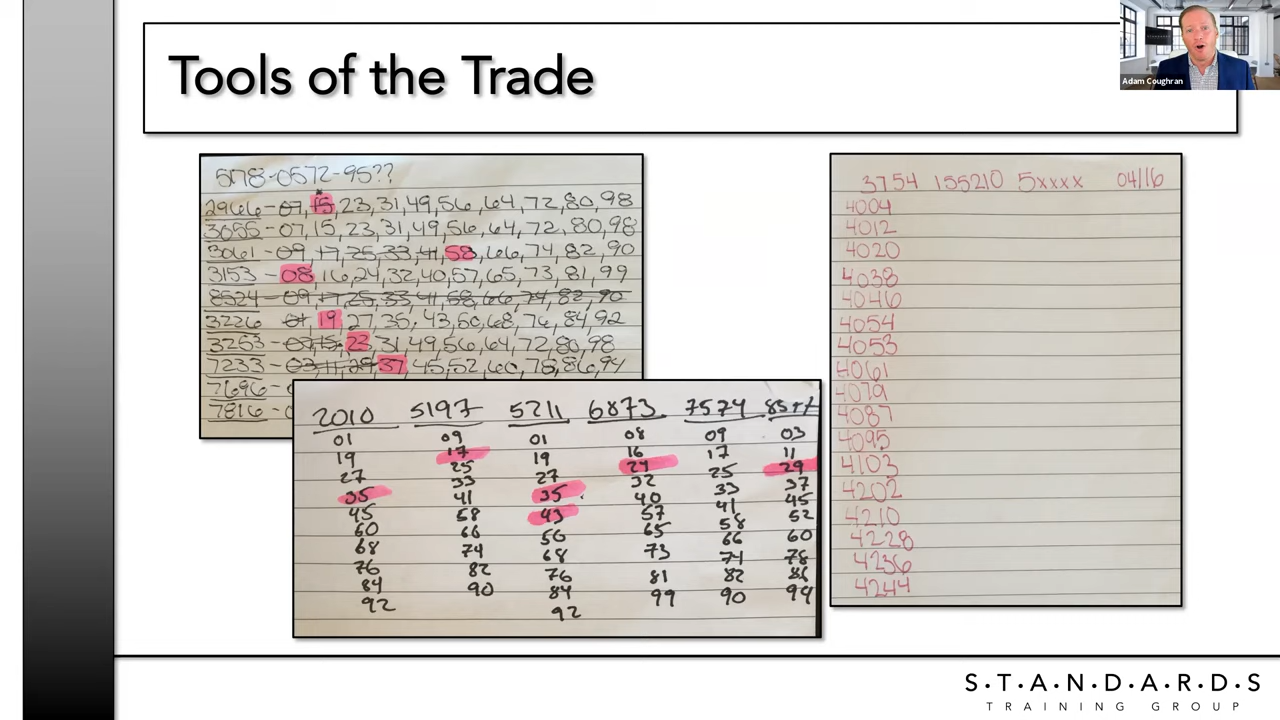 Tools of the Trade
Adam Coughran
5178-0572-95??
2966-07,15,23,31,49,56,64,72,80,98
3055-07,15,23,31,49,56,64,72,80,98
3061-09,17,25,33,41,58,66,74,82,90
3153-08,16,24,32,40,57,65,73,81,99
8524-09,17,25,33,41,58,66,74,82,90
3226-01,19,27,35,43,50,68,76,84,92
3263-07,15,23,31,49,56,64,72,80,98
7233-03,11,29,37,45,52,60,78,86,94
7696-
7816-
2010 5197 5211 6873 7574
01 09 01 08 09 03
19 17 19 16 17 11
27 25 27 24 25 29
35 33 35 32 33 37
45 41 43 40 41 45
60 58 50 57 58 52
68 66 68 65 66 60
76 74 76 73 74 78
84 82 84 81 82 86
92 90 92 99 90 94
3754 155210 5xxxx 04/16
4004
4012
4020
4038
4046
4054
4053
4061
4079
4087
4095
4103
4202
4210
4228
4236
4244
S·T·A·N·D·A·R·D·S
TRAINING GROUP